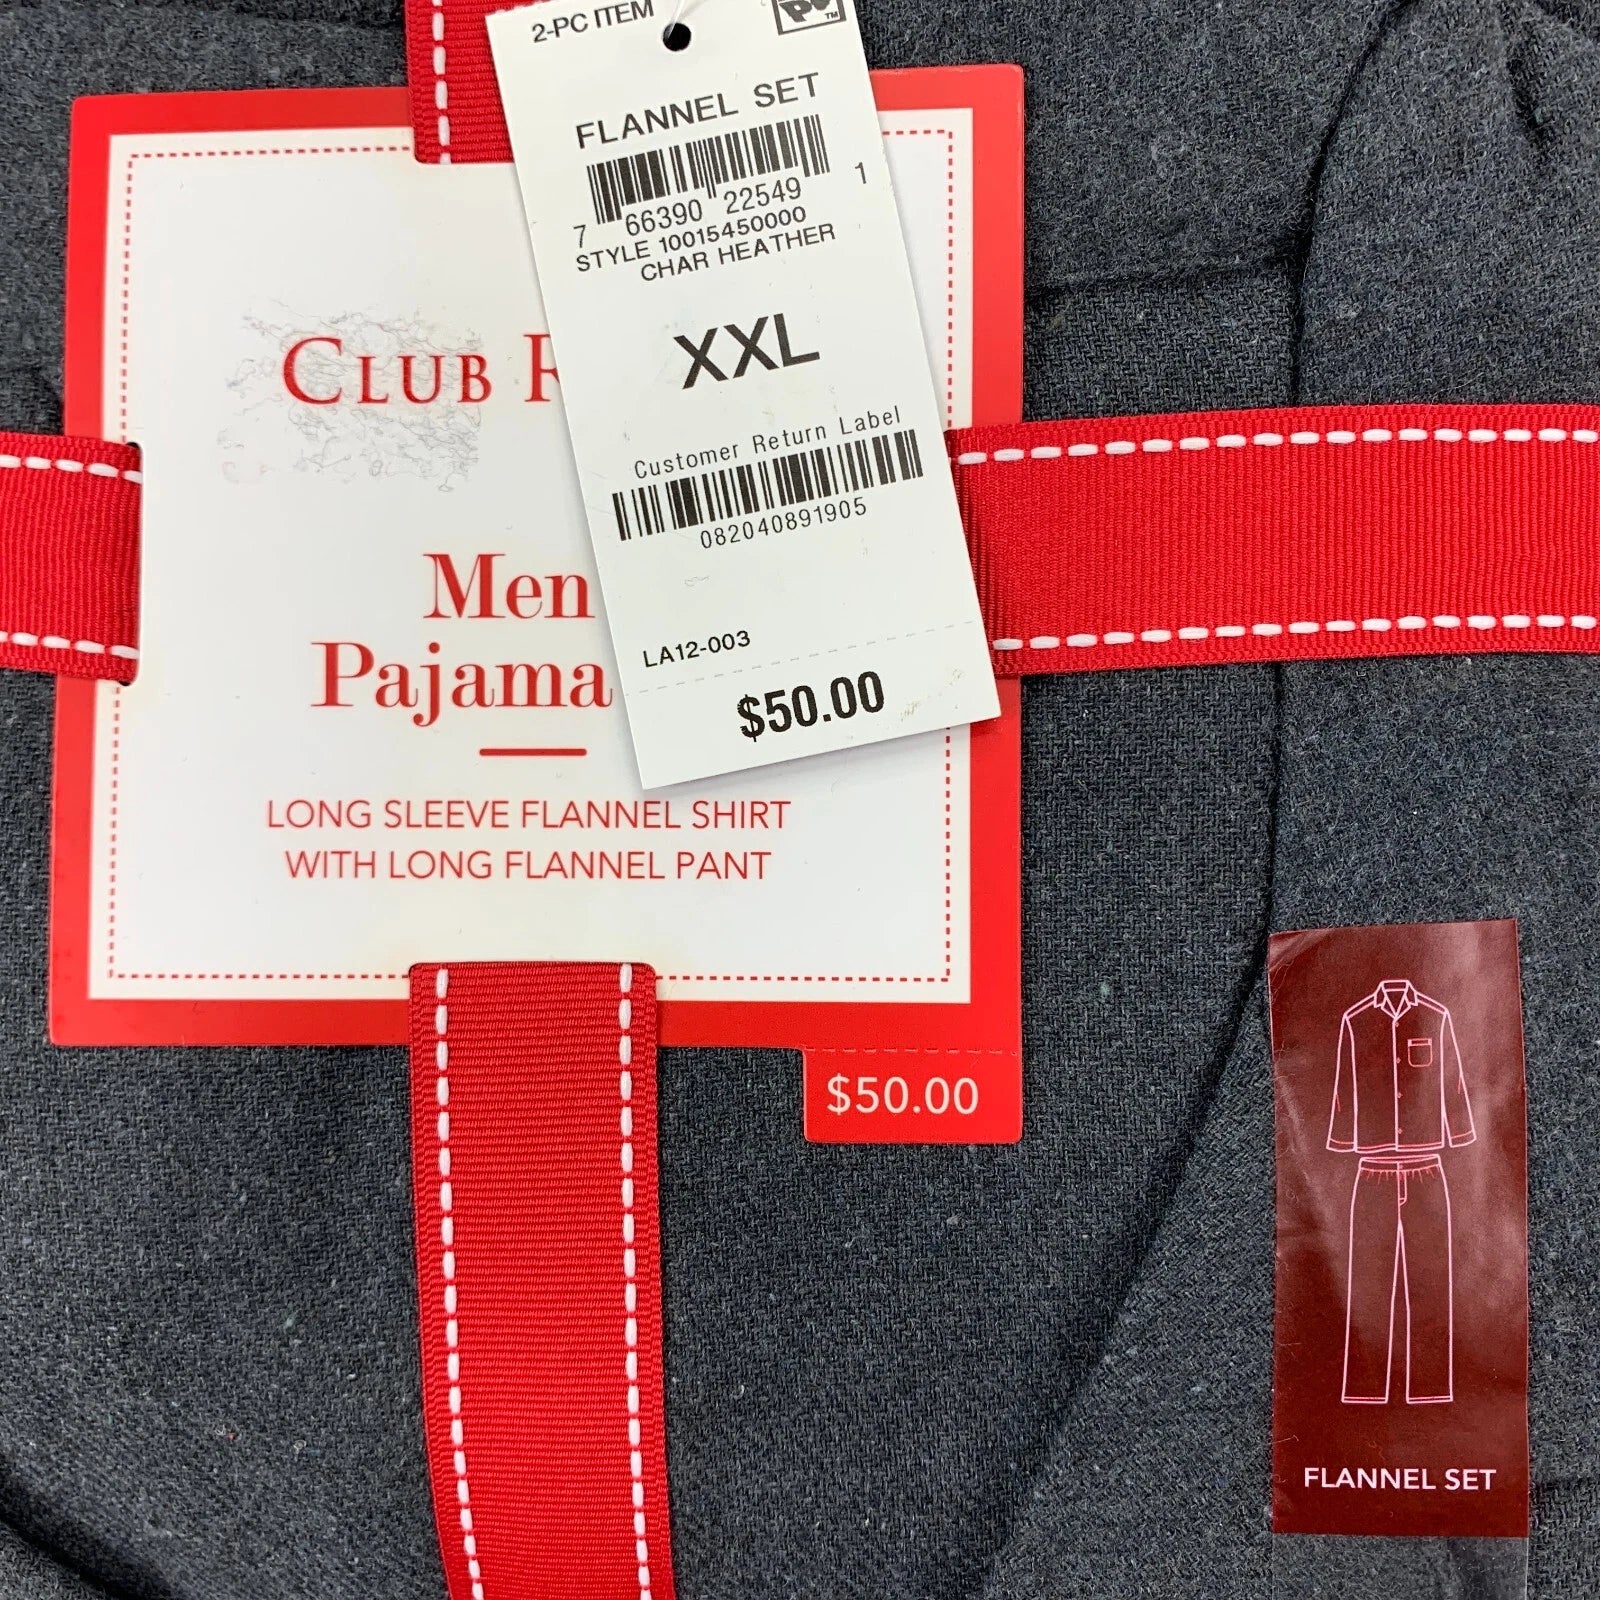 2-PC ITEM
FLANNEL SET
7 66390 22549 1
STYLE 10015450000
CHAR HEATHER
XXL
Customer Return Label
082040891905
LA12-003
$50.00
CLUB
Men
Pajama
LONG SLEEVE FLANNEL SHIRT
WITH LONG FLANNEL PANT
$50.00
FLANNEL SET